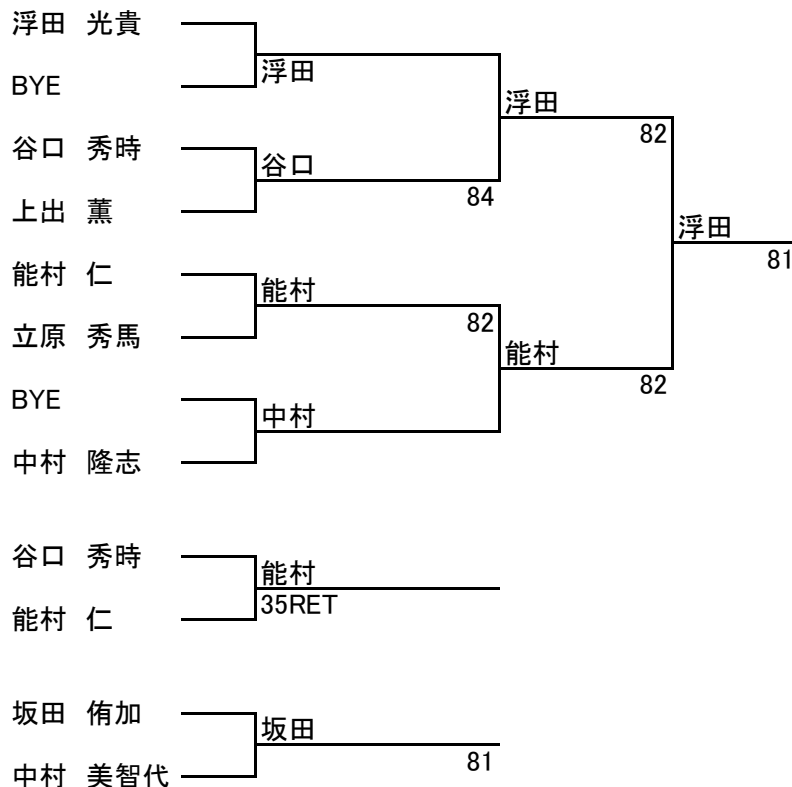 浮田 光貴
浮田
BYE
浮田
82
谷口 秀時
谷口
84
上出 薫
浮田
81
能村 仁
能村
82
立原 秀馬
能村
82
BYE
中村
中村 隆志
谷口 秀時
能村
35RET
能村 仁
坂田 侑加
坂田
81
中村 美智代